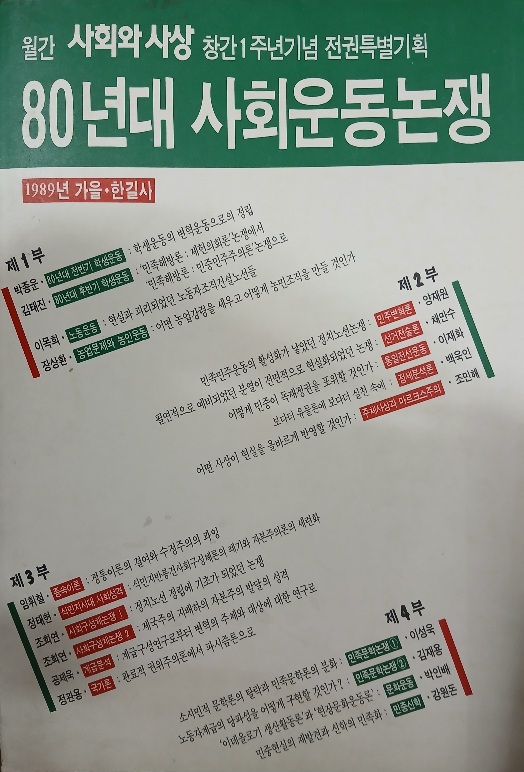 월간 사회와 사상 창간1주년기념 전권특별기획
80년대 사회운동논쟁
1989년 가을·한길사
제1부
박종운·80년대 전반기 학생운동 : 학생운동의 변혁운동으로의 정립
김태진·80년대 후반기 학생운동 : '민족해방론 : 제헌의회론'논쟁에서
'민족해방론 : 민중민주주의론'논쟁으로
이목희·노동운동 : 현실과 괴리되었던 노동자조직건설노선들
장상환·농업문제와 농민운동 : 어떤 농업강령을 세우고 어떻게 농민조직을 만들 것인가
제2부
민족민주운동의 활성화가 낳았던 정치노선논쟁 : 민주변혁론·양재원
필연적으로 예비되었던 분열이 전면적으로 현실화되었던 논쟁 : 선거전술론·채만수
어떻게 민중이 독재정권을 포위할 것인가 : 통일전선운동·이재화
보다더 유물론에 보다더 실천 속에 : 정세분석론·백욱인
어떤 사상이 현실을 올바르게 반영할 것인가 : 주체사상과 마르크스주의·조민해
제3부
임휘철·종속이론 : 정통이론의 결여와 수정주의의 과잉
정태헌·식민지시대 사회성격 : 식민지반봉건사회구성체론의 제기와 자본주의론의 세련화
조희연·사회구성체논쟁 1 : 정치노선 정립에 기초가 되었던 논쟁
조희연·사회구성체논쟁 2 : 제국주의 지배하의 자본주의 발달의 성격
공제욱·계급분석 : 계급구성연구로부터 변혁의 주체와 대상에 대한 연구로
정관용·국가론 : 관료적 권위주의론에서 파시즘론으로
제4부
소시민적 문학론의 탈락과 민족문학론의 분화 : 민족문학논쟁 ①·이성욱
노동자계급의 당파성을 어떻게 구현할 것인가? : 민족문학논쟁 ②·김재용
'이데올로기 생산활동론'과 '현장문화운동론' : 문화운동·박인배
민중현실의 재발견과 신학의 민족화 : 민중신학·김원돈